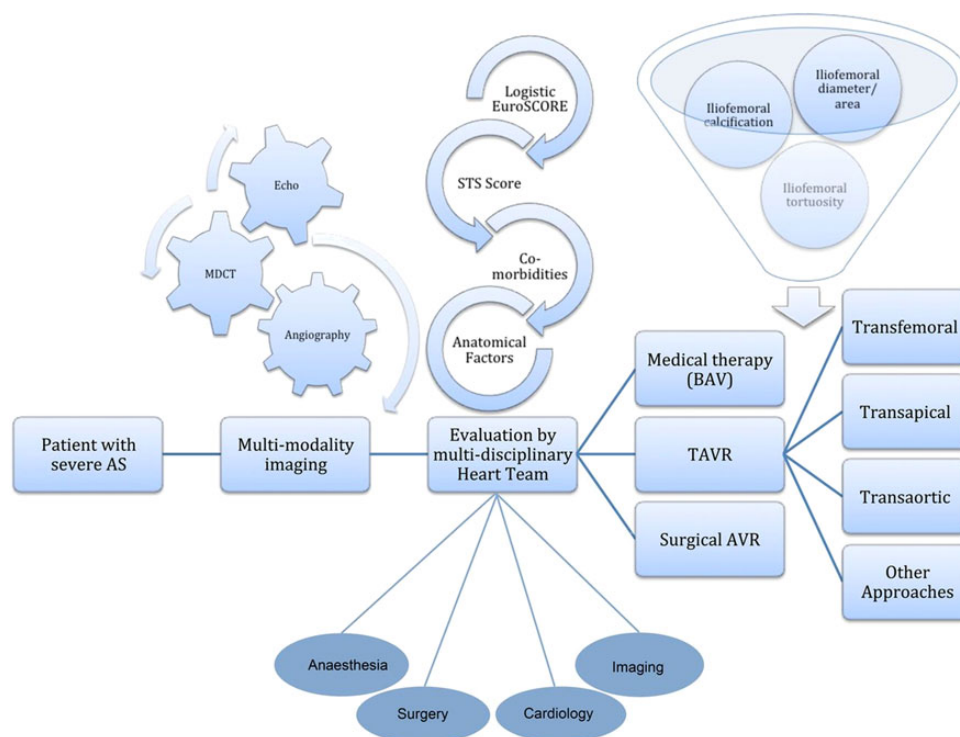 Logistic
EuroSCORE
STS Score
Co-
morbidities
Anatomical
Factors
Echo
MDCT
Angiography
Iliofemoral
calcification
Iliofemoral
diameter/
area
Iliofemoral
tortuosity
Patient with
severe AS
Multi-modality
imaging
Evaluation by
multi-disciplinary
Heart Team
Medical therapy
(BAV)
TAVR
Surgical AVR
Transfemoral
Transapical
Transaortic
Other
Approaches
Anaesthesia
Surgery
Cardiology
Imaging